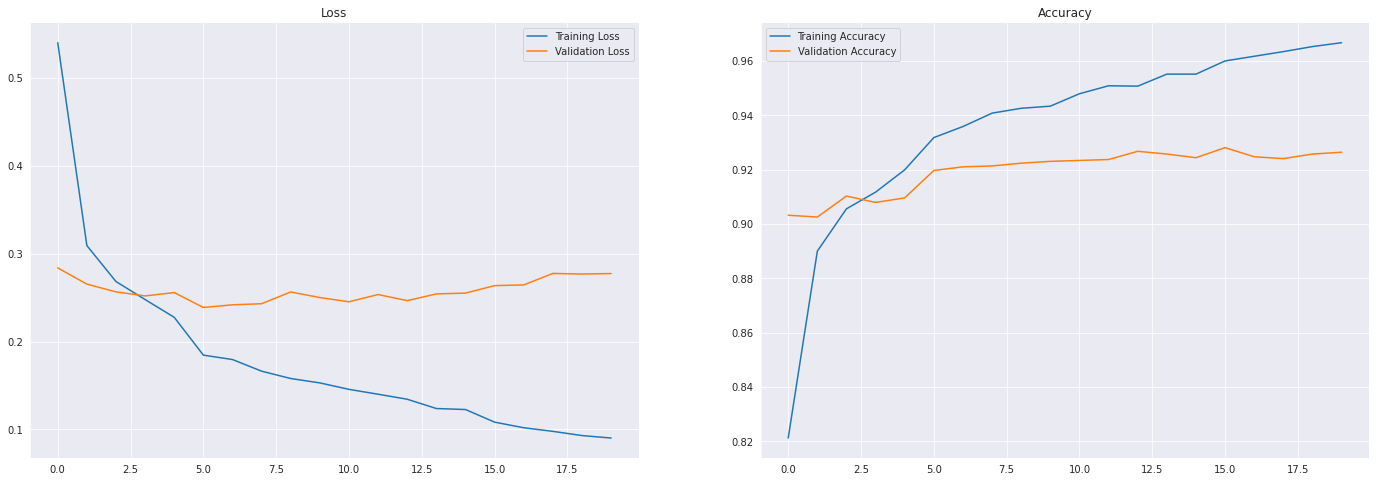 Loss
Training Loss
Validation Loss
0.5
0.4
0.3
0.2
0.1
0.0 2.5 5.0 7.5 10.0 12.5 15.0 17.5
Accuracy
Training Accuracy
Validation Accuracy
0.96
0.94
0.92
0.90
0.88
0.86
0.84
0.82
0.0 2.5 5.0 7.5 10.0 12.5 15.0 17.5